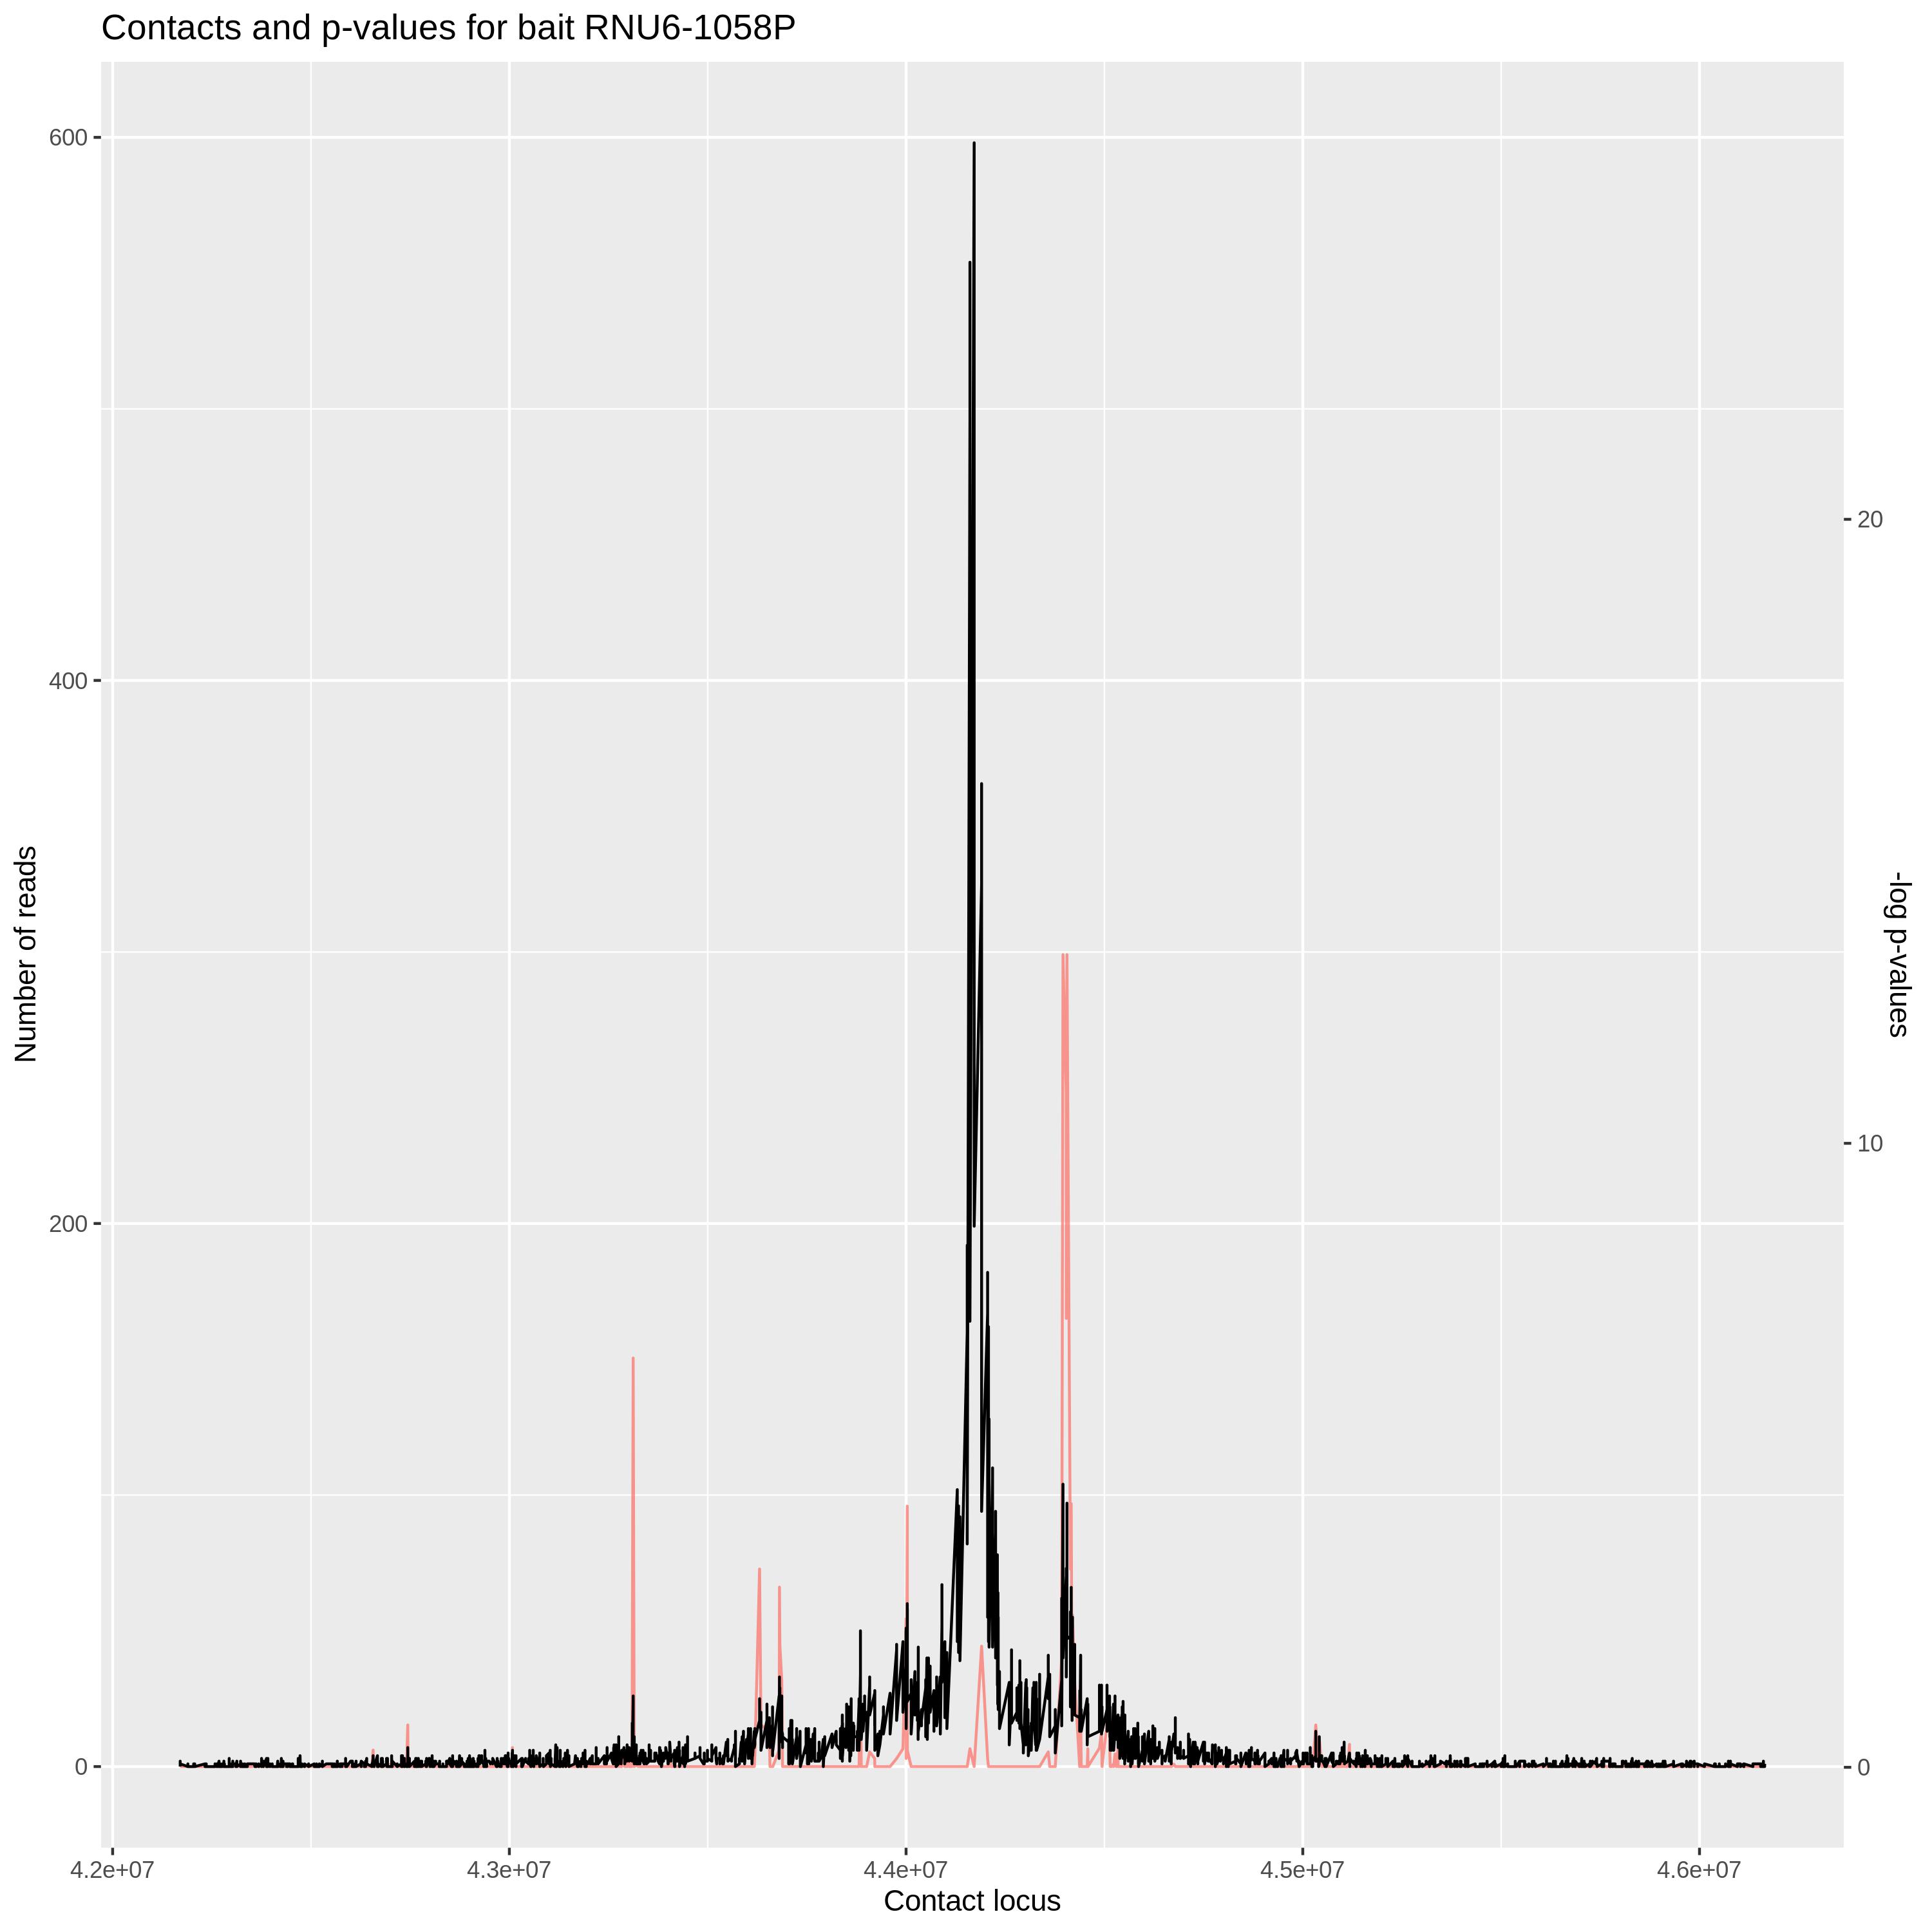 Contacts and p-values for bait RNU6-1058P
600
400
200
0
20
10
0
Number of reads
-log p-values
4.2e+07
4.3e+07
4.4e+07
4.5e+07
4.6e+07
Contact locus